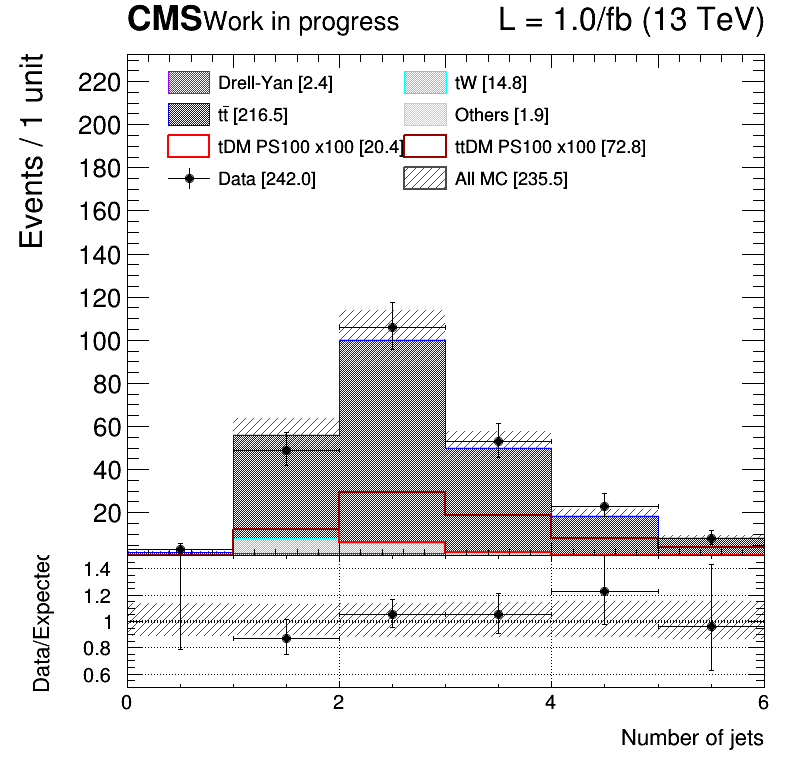 CMS Work in progress L = 1.0/fb (13 TeV)
Events / 1 unit
220
200
180
160
140
120
100
80
60
40
20
Drell-Yan [2.4] tW [14.8]
tt̄ [216.5] Others [1.9]
tDM PS100 x100 [20.4] ttDM PS100 x100 [72.8]
Data [242.0] All MC [235.5]
Data/Expected
1.4
1.2
1
0.8
0.6
0 2 4 6
Number of jets